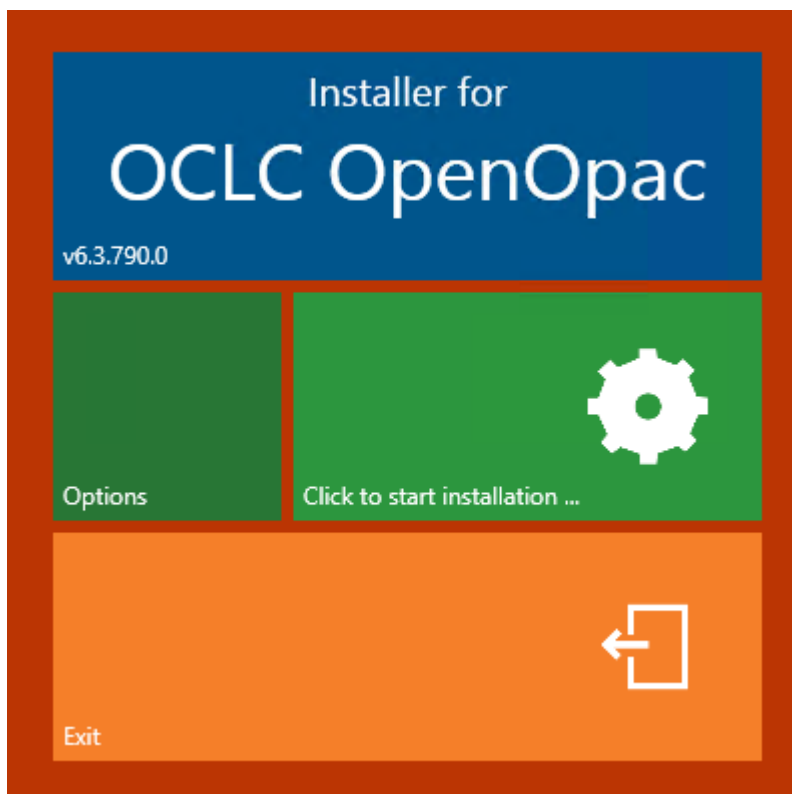 Installer for
OCLC OpenOpac
v6.3.790.0
Options
Click to start installation ...
Exit